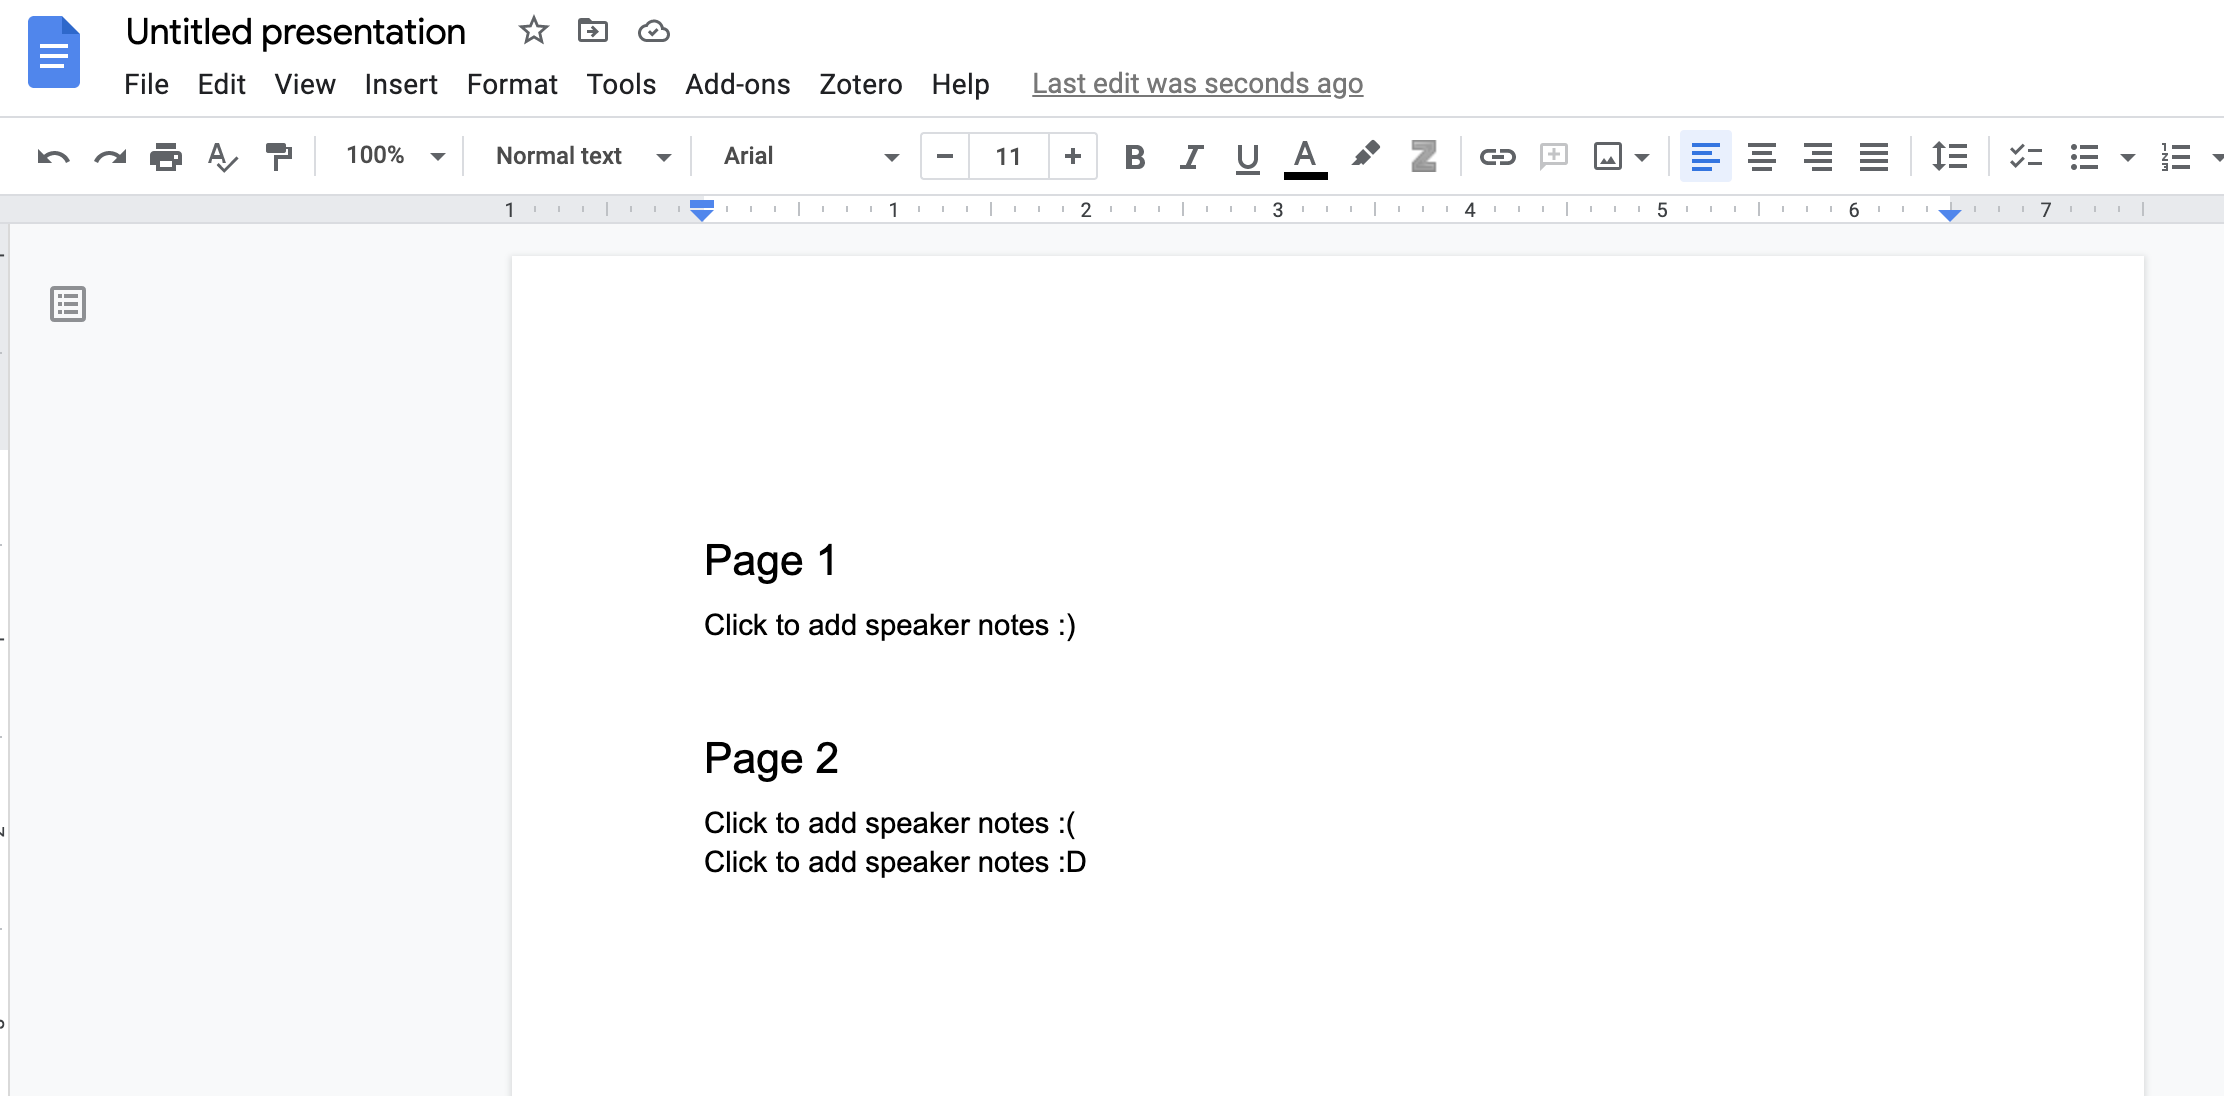 Untitled presentation
File Edit View Insert Format Tools Add-ons Zotero Help Last edit was seconds ago
100% Normal text Arial - 11 + B I U A Z
1 1 2 3 4 5 6 7
Page 1
Click to add speaker notes :)
Page 2
Click to add speaker notes :(
Click to add speaker notes :D